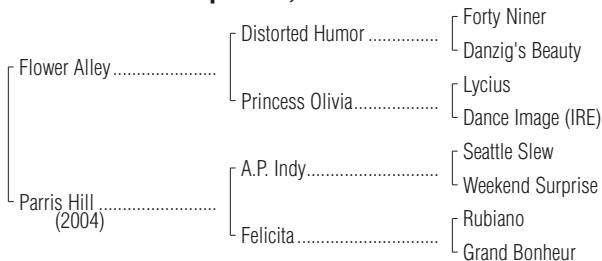 Forty Niner
Distorted Humor ...............
Danzig's Beauty
Flower Alley ......................
Lycius
Princess Olivia..................
Dance Image (IRE)
Seattle Slew
A.P. Indy............................
Weekend Surprise
Parris Hill .........................
(2004)
Rubiano
Felicita ..............................
Grand Bonheur